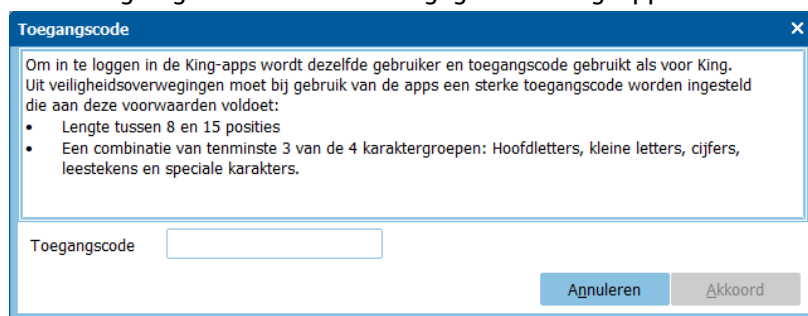 Toegangscode
Om in te loggen in de King-apps wordt dezelfde gebruiker en toegangscode gebruikt als voor King.
Uit veiligheidsoverwegingen moet bij gebruik van de apps een sterke toegangscode worden ingesteld
die aan deze voorwaarden voldoet:
• Lengte tussen 8 en 15 posities
• Een combinatie van tenminste 3 van de 4 karaktergroepen: Hoofdletters, kleine letters, cijfers,
leestekens en speciale karakters.
Toegangscode
Annuleren Akkoord